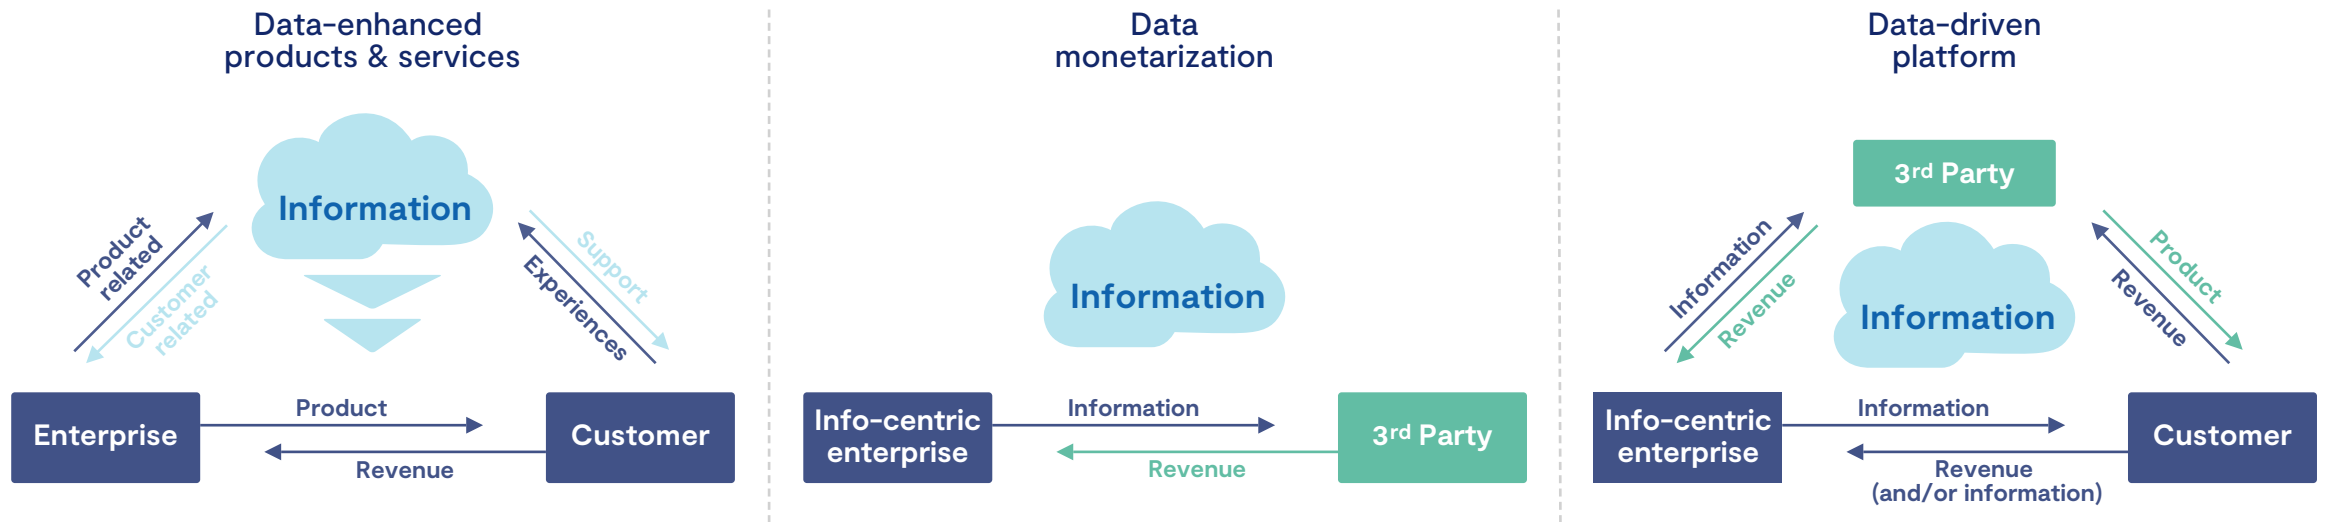 Data-enhanced
products & services
Information
Product
related
Customer
related
Support
Experiences
Enterprise
Product
Revenue
Customer
Data
monetarization
Information
Info-centric
enterprise
Information
Revenue
3rd Party
Data-driven
platform
3rd Party
Information
Information
Revenue
Product
Revenue
Info-centric
enterprise
Information
Revenue
(and/or information)
Customer